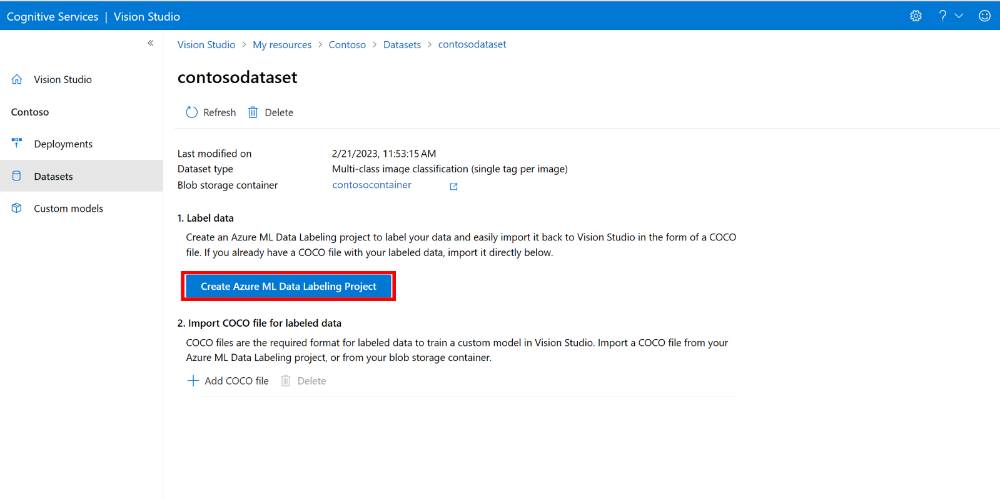 Cognitive Services | Vision Studio
Vision Studio > My resources > Contoso > Datasets > contosodataset
Vision Studio
Contoso
Deployments
Datasets
Custom models
contosodataset
Refresh Delete
Last modified on 2/21/2023, 11:53:15 AM
Dataset type Multi-class image classification (single tag per image)
Blob storage container contosocontainer
1. Label data
Create an Azure ML Data Labeling project to label your data and easily import it back to Vision Studio in the form of a COCO
file. If you already have a COCO file with your labeled data, import it directly below.
Create Azure ML Data Labeling Project
2. Import COCO file for labeled data
COCO files are the required format for labeled data to train a custom model in Vision Studio. Import a COCO file from your
Azure ML Data Labeling project, or from your blob storage container.
Add COCO file Delete